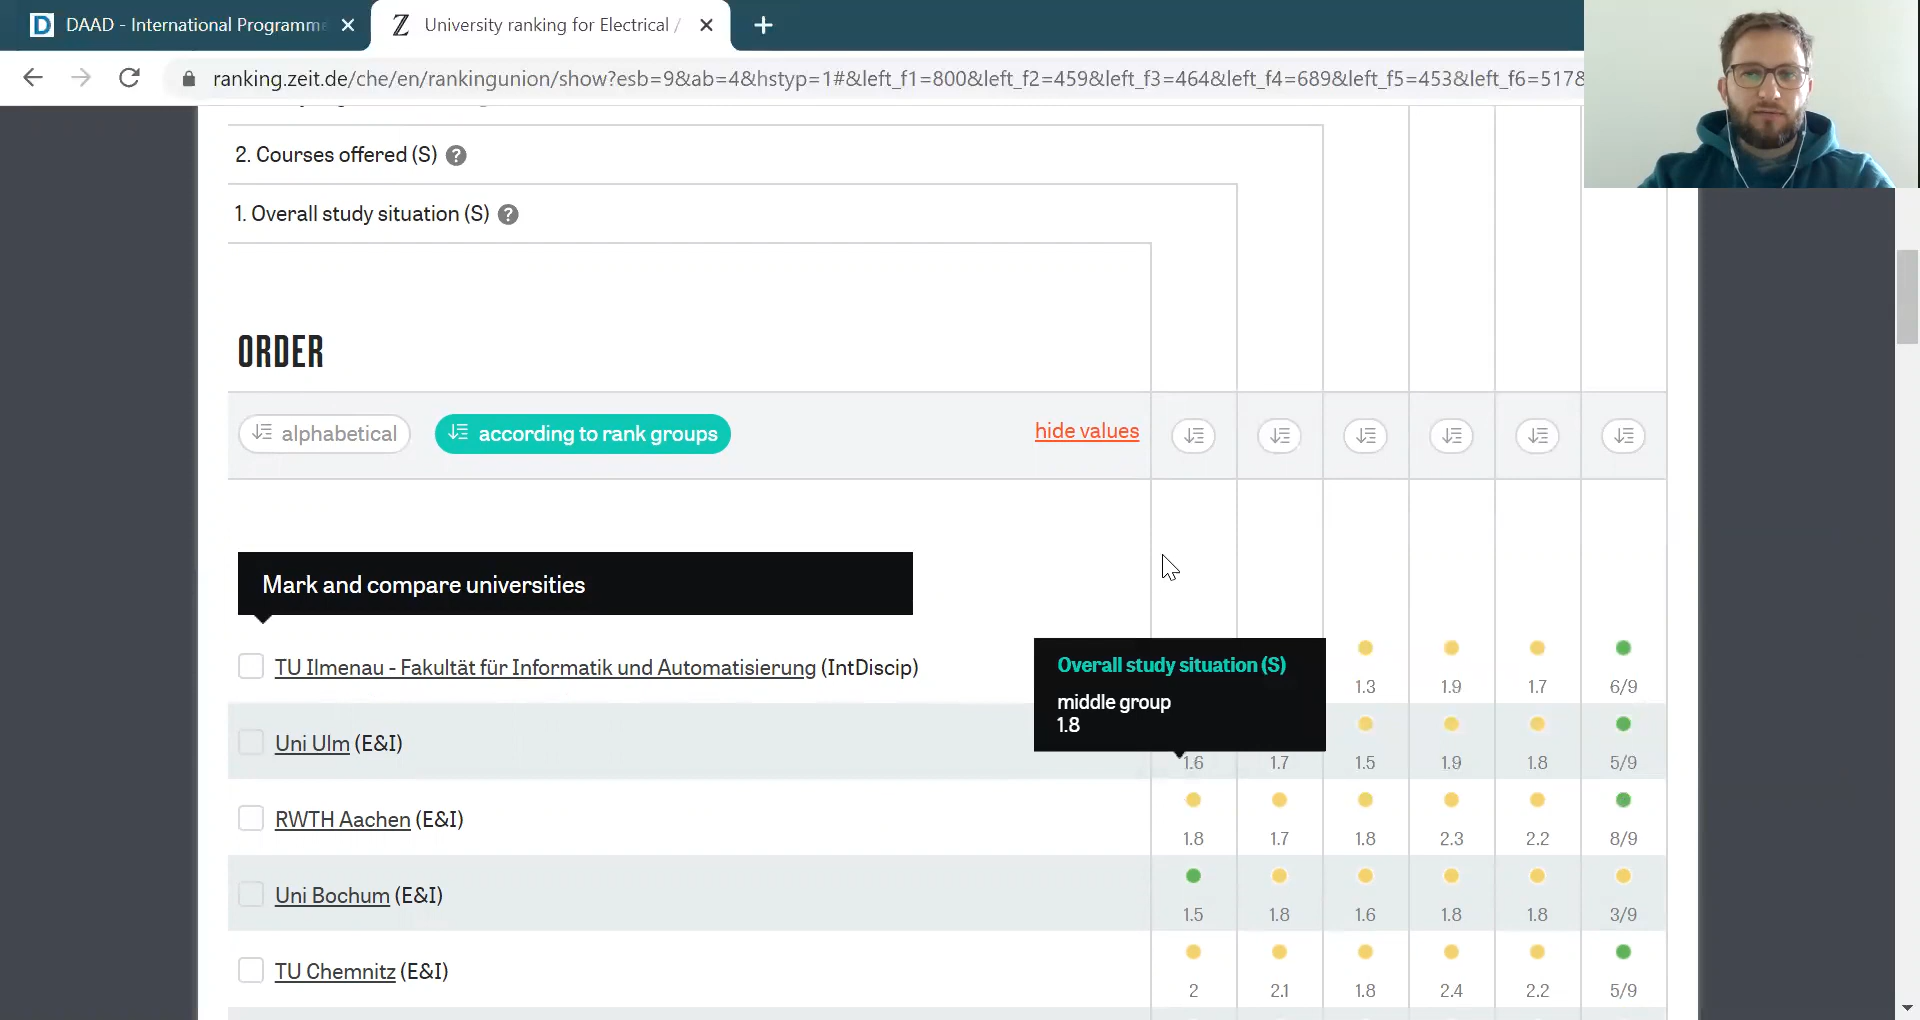 DAAD - International Programm
University ranking for Electrical /
ranking.zeit.de/che/en/rankingunion/show?esb=9&ab=4&hstyp=1#&left_f1=800&left_f2=459&left_f3=464&left_f4=689&left_f5=453&left_f6=517&
2. Courses offered (S) ?
1. Overall study situation (S) ?
ORDER
alphabetical according to rank groups hide values
Mark and compare universities
Overall study situation (S)
middle group
1.8
TU Ilmenau - Fakultät für Informatik und Automatisierung (IntDiscip) 1.3 1.9 1.7 6/9
Uni Ulm (E&I) 1.6 1.7 1.5 1.9 1.8 5/9
RWTH Aachen (E&I) 1.8 1.7 1.8 2.3 2.2 8/9
Uni Bochum (E&I) 1.5 1.8 1.6 1.8 1.8 3/9
TU Chemnitz (E&I) 2 2.1 1.8 2.4 2.2 5/9